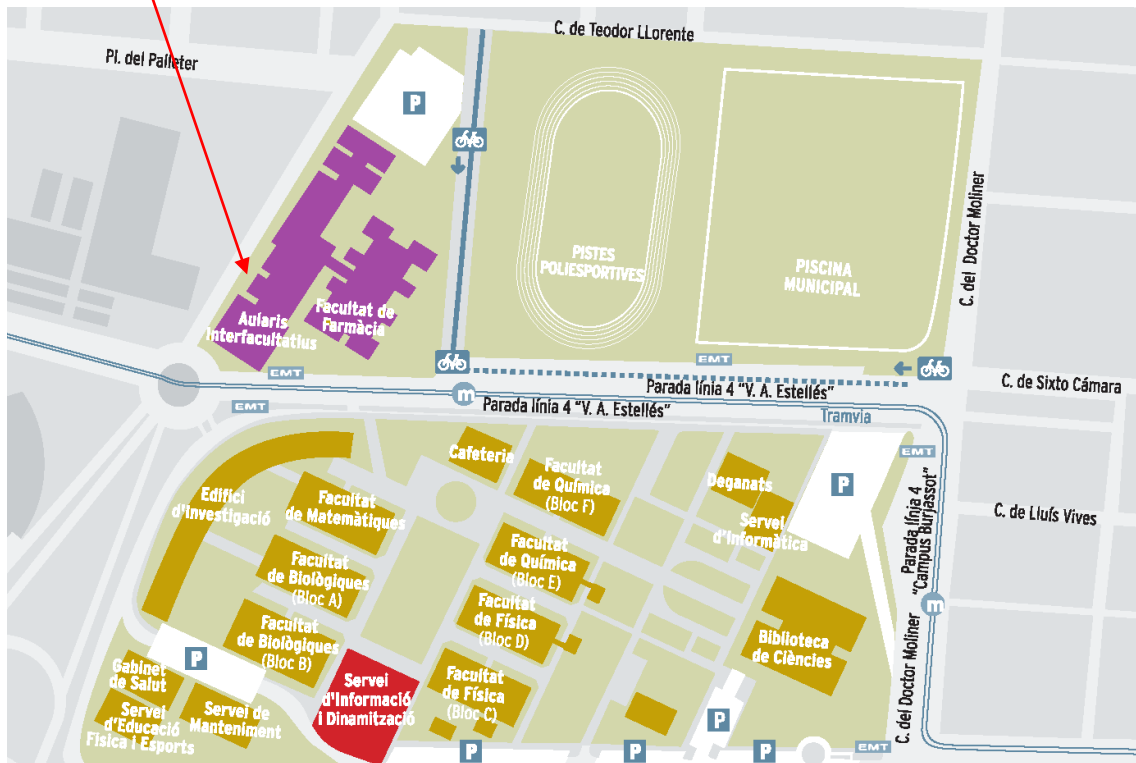 C. de Teodor LLorente
Pl. del Palleter
P
C. del Doctor Moliner
PISTES
POLIESPORTIVES
PISCINA
MUNICIPAL
Facultat de
Farmàcia
Aularis
Interfacultatius
EMT
EMT
C. de Sixto Cámara
Parada línia 4 "V. A. Estellés"
m
Parada línia 4 "V. A. Estellés"
EMT
Tramvia
EMT
Cafeteria
Facultat
de Química
(Bloc F)
Deganats
P
Servei
d'Informàtica
Edifici
d'Investigació
Facultat
de Matemàtiques
C. de Lluís Vives
Parada línia 4
"Campus Burjassot"
Facultat
de Química
(Bloc E)
Facultat
de Biològiques
(Bloc A)
Facultat
de Física
(Bloc D)
m
Facultat
de Biològiques
(Bloc B)
Biblioteca
de Ciències
P
Gabinet
de Salut
Servei
d'Informació
i Dinamització
Facultat
de Física
(Bloc C)
C. del Doctor Moliner
Servei
d'Educació
Física i Esports
Servei de
Manteniment
P
P
P
P
EMT